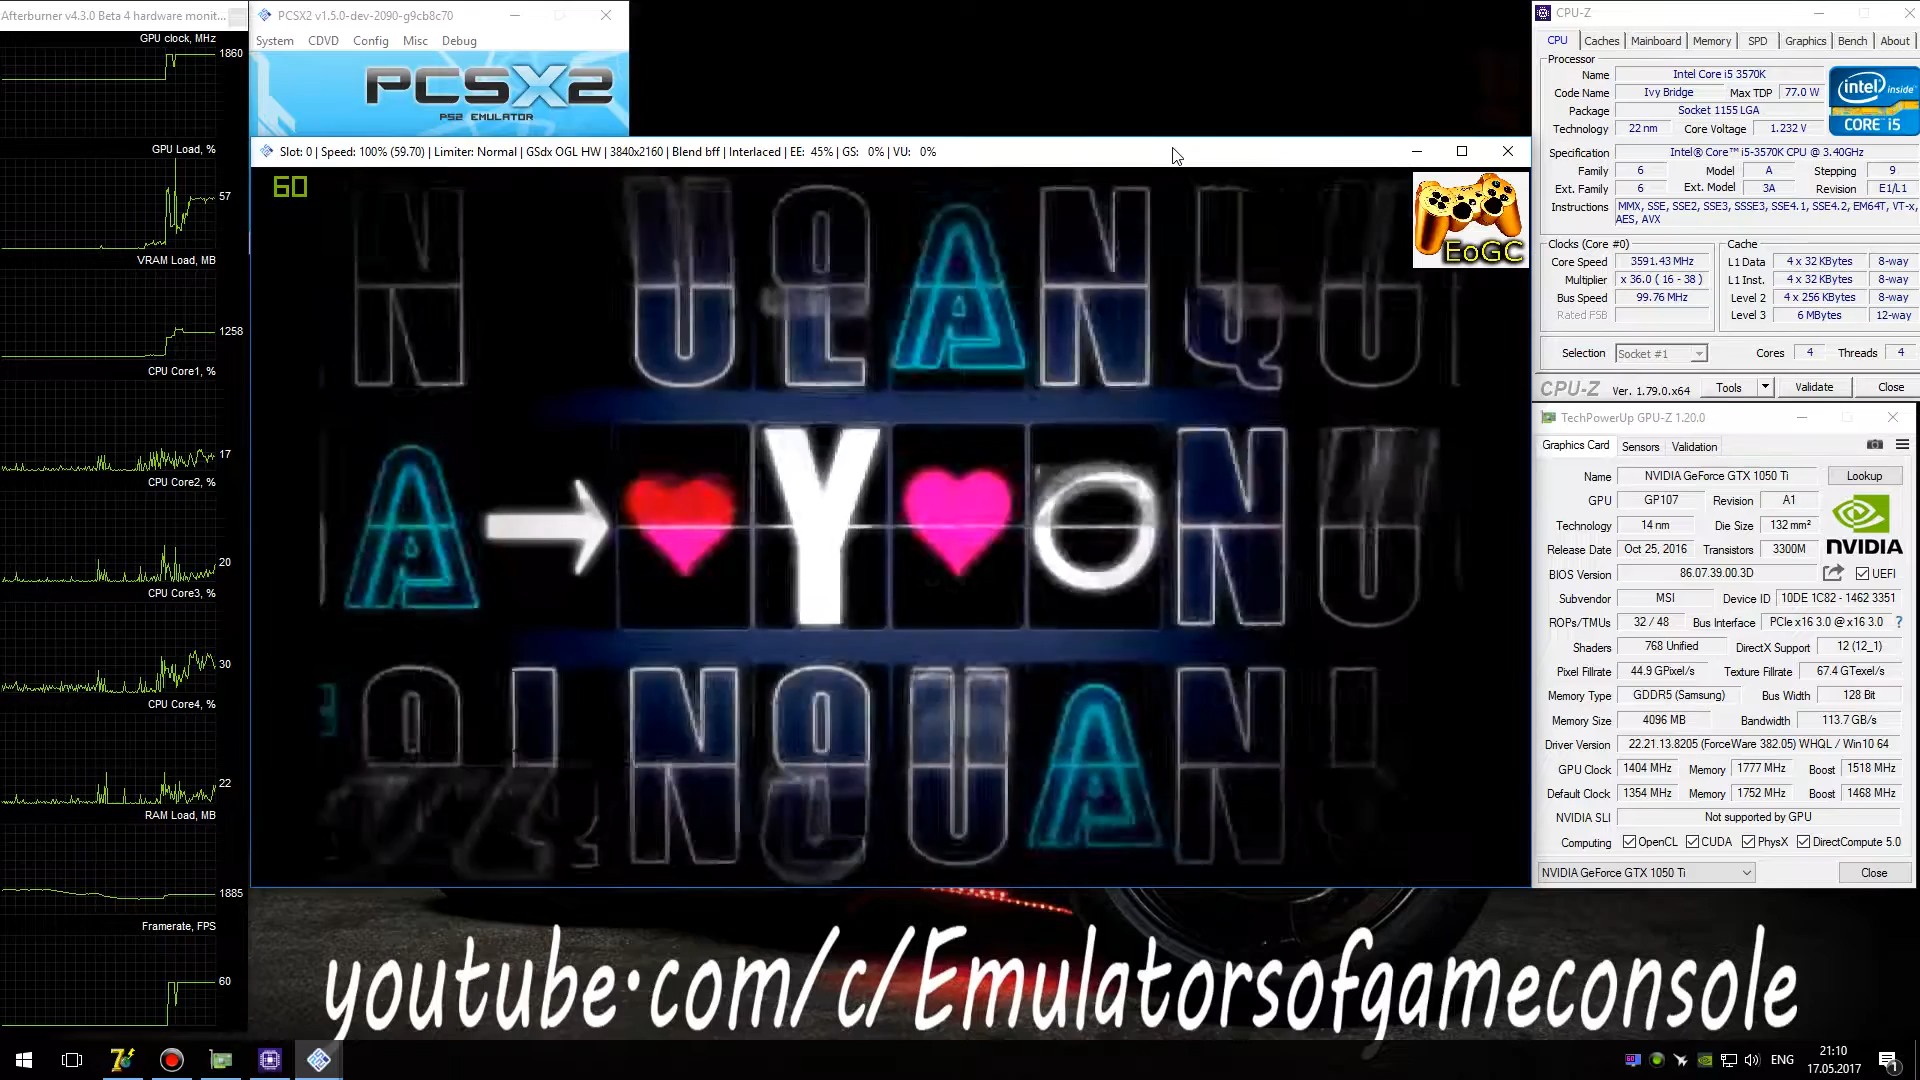 Afterburner v4.3.0 Beta 4 hardware monit...
GPU clock, MHz
1860
GPU Load, %
57
VRAM Load, MB
1258
CPU Core1, %
17
CPU Core2, %
20
CPU Core3, %
30
CPU Core4, %
22
RAM Load, MB
1885
Framerate, FPS
60
PCSX2 v1.5.0-dev-2090-g9cb8c70
System CDVD Config Misc Debug
PCSX2
PS2 EMULATOR
Slot: 0 | Speed: 100% (59.70) | Limiter: Normal | GSdx OGL HW | 3840x2160 | Blend bff | Interlaced | EE: 45% | GS: 0% | VU: 0%
60
EoGC
N U A N U
A Y O N U
N U A N
CPU-Z
CPU Caches Mainboard Memory SPD Graphics Bench About
Processor
Name Intel Core i5 3570K
Code Name Ivy Bridge Max TDP 77.0 W
Package Socket 1155 LGA
Technology 22 nm Core Voltage 1.232 V
intel inside
CORE i5
Specification Intel® Core™ i5-3570K CPU @ 3.40GHz
Family 6 Model A Stepping 9
Ext. Family 6 Ext. Model 3A Revision E1/L1
Instructions MMX, SSE, SSE2, SSE3, SSSE3, SSE4.1, SSE4.2, EM64T, VT-x,
AES, AVX
Clocks (Core #0) Cache
Core Speed 3591.43 MHz L1 Data 4 x 32 KBytes 8-way
Multiplier x 36.0 ( 16 - 38 ) L1 Inst. 4 x 32 KBytes 8-way
Bus Speed 99.76 MHz Level 2 4 x 256 KBytes 8-way
Rated FSB Level 3 6 MBytes 12-way
Selection Socket #1 Cores 4 Threads 4
CPU-Z Ver. 1.79.0.x64 Tools Validate Close
TechPowerUp GPU-Z 1.20.0
Graphics Card Sensors Validation
Name NVIDIA GeForce GTX 1050 Ti Lookup
GPU GP107 Revision A1
Technology 14 nm Die Size 132 mm²
Release Date Oct 25, 2016 Transistors 3300M
NVIDIA
BIOS Version 86.07.39.00.3D UEFI
Subvendor MSI Device ID 10DE 1C82 - 1462 3351
ROPs/TMUs 32 / 48 Bus Interface PCIe x16 3.0 @ x16 3.0 ?
Shaders 768 Unified DirectX Support 12 (12_1)
Pixel Fillrate 44.9 GPixel/s Texture Fillrate 67.4 GTexel/s
Memory Type GDDR5 (Samsung) Bus Width 128 Bit
Memory Size 4096 MB Bandwidth 113.7 GB/s
Driver Version 22.21.13.8205 (ForceWare 382.05) WHQL / Win10 64
GPU Clock 1404 MHz Memory 1777 MHz Boost 1518 MHz
Default Clock 1354 MHz Memory 1752 MHz Boost 1468 MHz
NVIDIA SLI Not supported by GPU
Computing OpenCL CUDA PhysX DirectCompute 5.0
NVIDIA GeForce GTX 1050 Ti Close
youtube.com/c/Emulatorsofgameconsole
ENG
21:10
17.05.2017
1